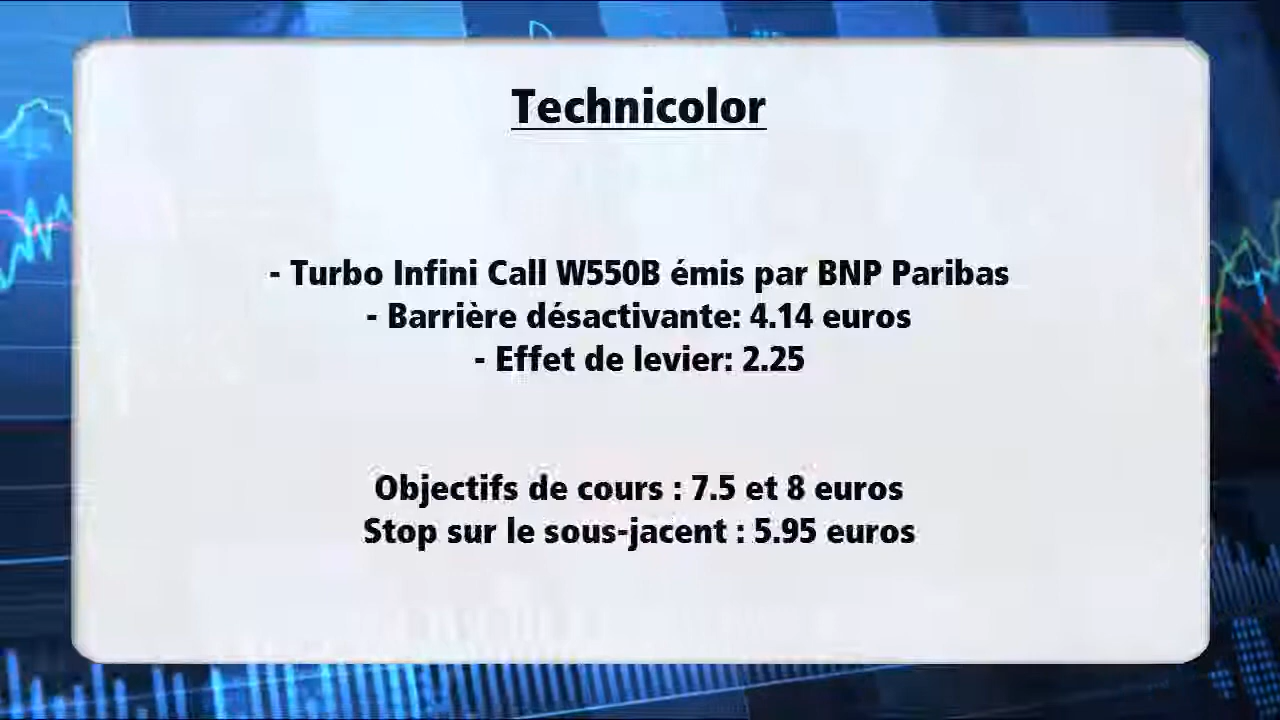 Technicolor
- Turbo Infini Call W550B émis par BNP Paribas
- Barrière désactivante: 4.14 euros
- Effet de levier: 2.25
Objectifs de cours : 7.5 et 8 euros
Stop sur le sous-jacent : 5.95 euros